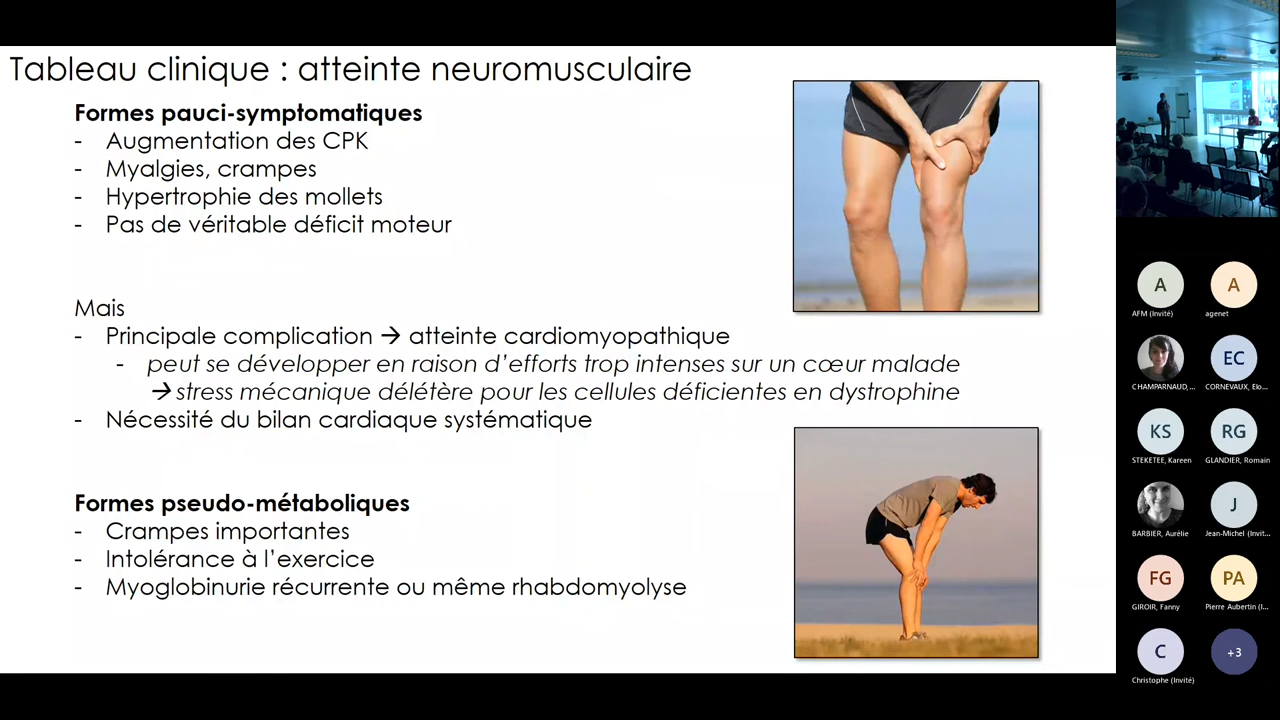 Tableau clinique : atteinte neuromusculaire
Formes pauci-symptomatiques
- Augmentation des CPK
- Myalgies, crampes
- Hypertrophie des mollets
- Pas de véritable déficit moteur
Mais
- Principale complication → atteinte cardiomyopathique
- peut se développer en raison d'efforts trop intenses sur un cœur malade
→ stress mécanique délétère pour les cellules déficientes en dystrophine
- Nécessité du bilan cardiaque systématique
Formes pseudo-métaboliques
- Crampes importantes
- Intolérance à l'exercice
- Myoglobinurie récurrente ou même rhabdomyolyse
A A
AFM (Invité) agenet
EC
CHAMPARNAUD,... CORNEVAUX, Elo...
KS RG
STEKETEE, Kareen GLANDIER, Romain
J
BARBIER, Aurélie Jean-Michel (Invit...
FG PA
GIROIR, Fanny Pierre Aubertin (I...
C +3
Christophe (Invité)